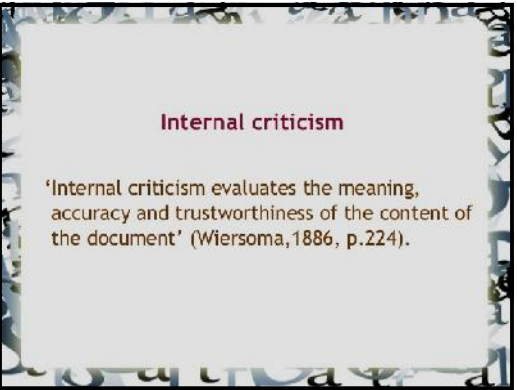 Internal criticism
‘Internal criticism evaluates the meaning,
accuracy and trustworthiness of the content of
the document’ (Wiersoma,1886, p.224).